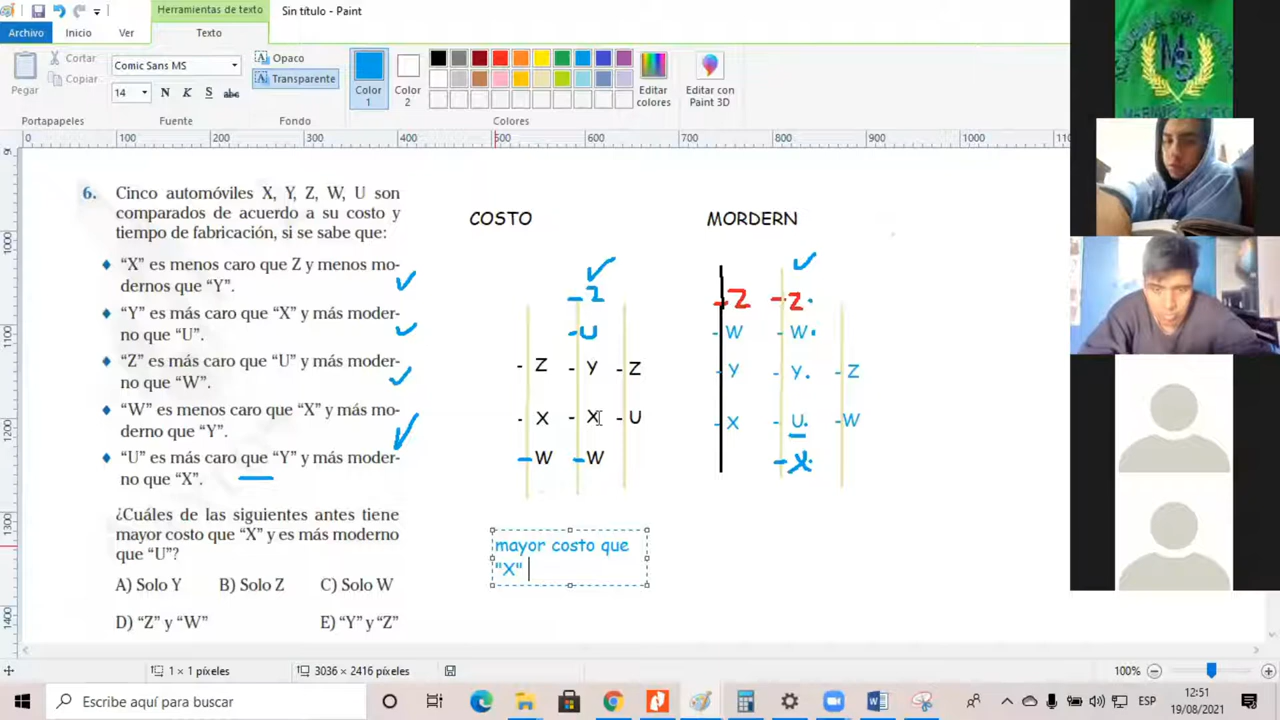 Herramientas de texto
Sin título - Paint
Archivo
Inicio
Ver
Texto
Pegar
Cortar
Copiar
Comic Sans MS
14
N K S abc
Opaco
Transparente
Color 1
Color 2
Editar colores
Editar con Paint 3D
Portapapeles
Fuente
Fondo
Colores
0 100 200 300 400 500 600 700 800 900 1000
1000
1100
1200
1300
1400
6. Cinco automóviles X, Y, Z, W, U son
comparados de acuerdo a su costo y
tiempo de fabricación, si se sabe que:
"X" es menos caro que Z y menos mo-
dernos que "Y".
"Y" es más caro que "X" y más moder-
no que "U".
"Z" es más caro que "U" y más moder-
no que "W".
"W" es menos caro que "X" y más mo-
derno que "Y".
"U" es más caro que "Y" y más moder-
no que "X".
¿Cuáles de las siguientes antes tiene
mayor costo que "X" y es más moderno
que "U"?
A) Solo Y B) Solo Z C) Solo W
D) "Z" y "W" E) "Y" y "Z"
COSTO
- Z
- U
- Z - Y - Z
- X - X - U
- W - W
mayor costo que
"X"
MORDERN
- Z - Z.
- W - W.
- Y - Y. - Z
- X - U. - W
- X.
1 × 1 píxeles
3036 × 2416 píxeles
100%
Escribe aquí para buscar
ESP
12:51
19/08/2021